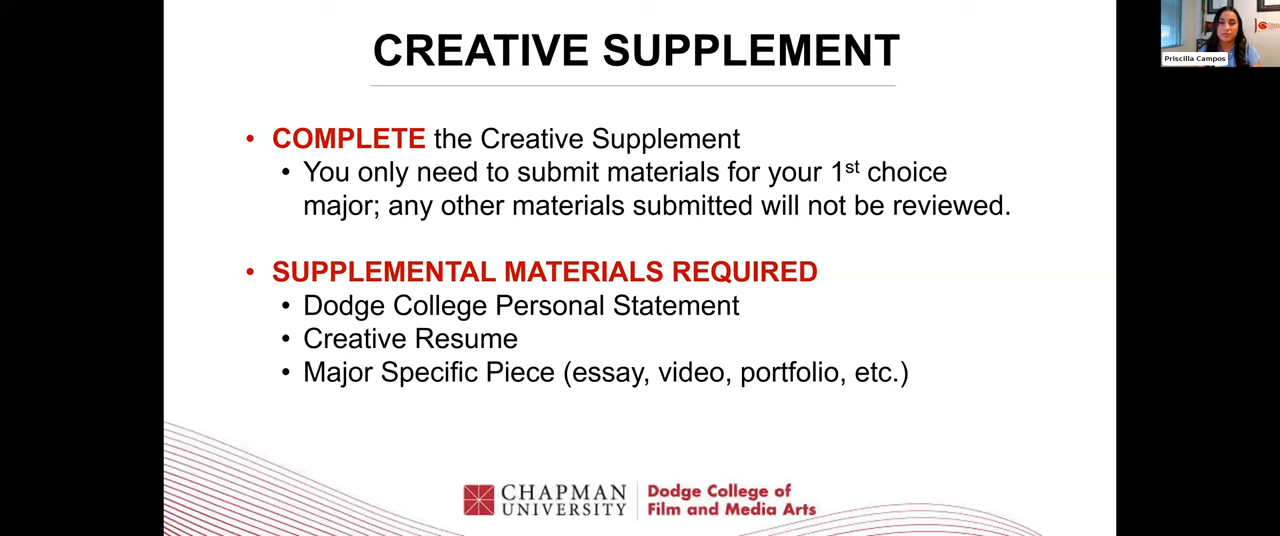 CREATIVE SUPPLEMENT
Priscilla Campos
• COMPLETE the Creative Supplement
• You only need to submit materials for your 1st choice
major; any other materials submitted will not be reviewed.
• SUPPLEMENTAL MATERIALS REQUIRED
• Dodge College Personal Statement
• Creative Resume
• Major Specific Piece (essay, video, portfolio, etc.)
CHAPMAN
UNIVERSITY
Dodge College of
Film and Media Arts